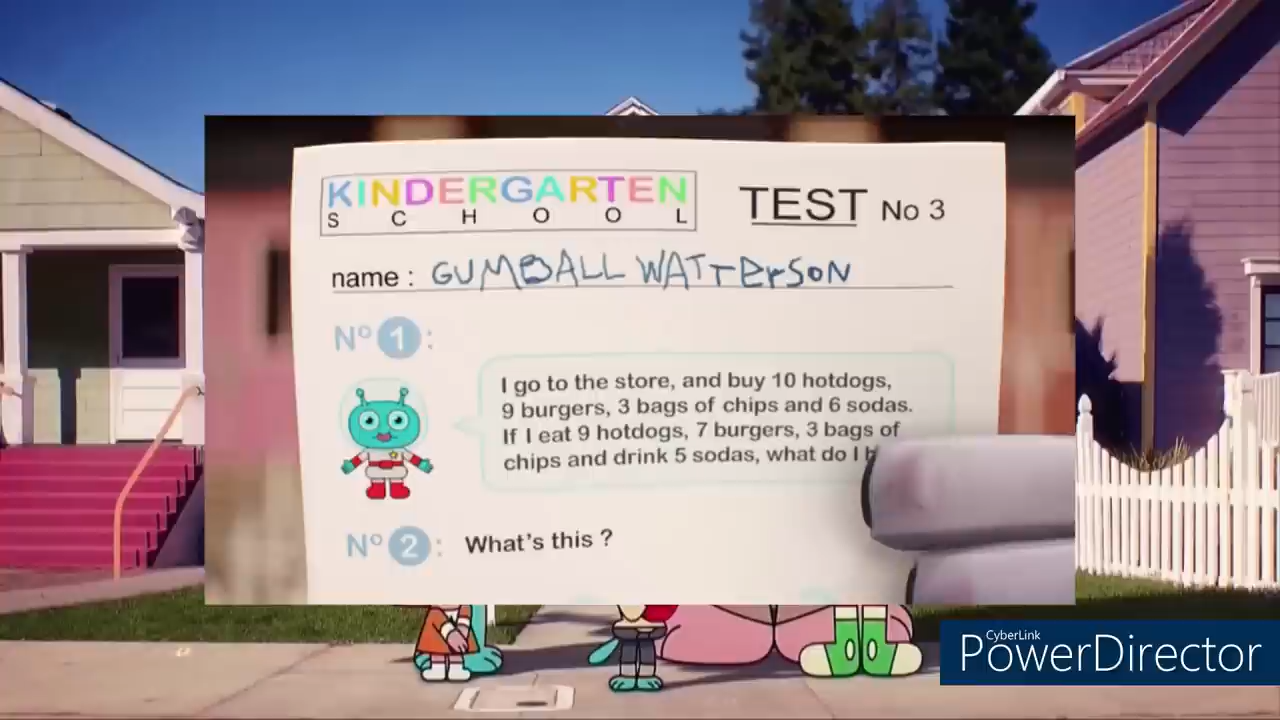 KINDERGARTEN
SCHOOL
TEST No 3
name : GUMBALL WATTerSON
Nº 1 :
I go to the store, and buy 10 hotdogs,
9 burgers, 3 bags of chips and 6 sodas.
If I eat 9 hotdogs, 7 burgers, 3 bags of
chips and drink 5 sodas, what do I
Nº 2 : What's this ?
CyberLink
PowerDirector